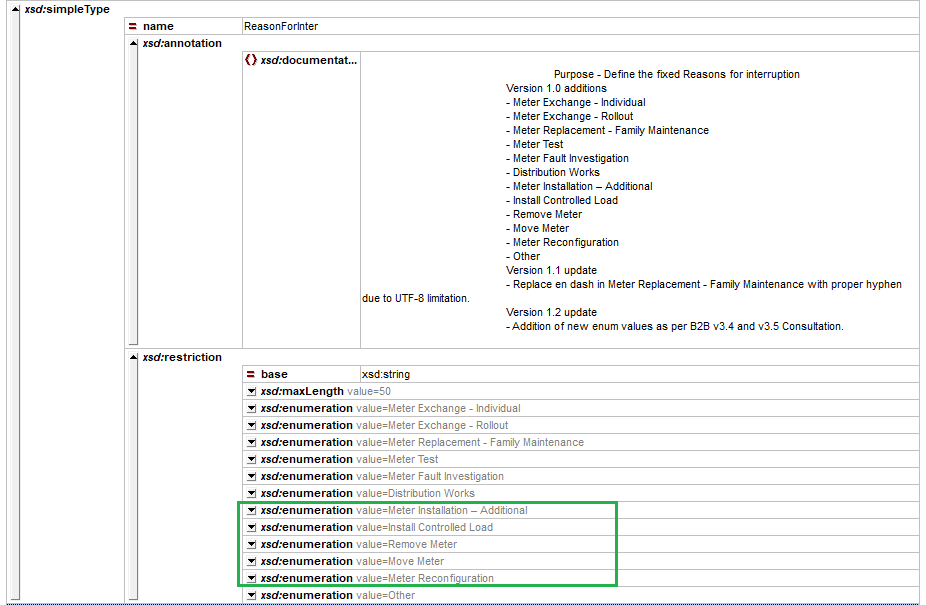 xsd:simpleType
name ReasonForInter
xsd:annotation
xsd:documentat...
Purpose - Define the fixed Reasons for interruption
Version 1.0 additions
- Meter Exchange - Individual
- Meter Exchange - Rollout
- Meter Replacement - Family Maintenance
- Meter Test
- Meter Fault Investigation
- Distribution Works
- Meter Installation – Additional
- Install Controlled Load
- Remove Meter
- Move Meter
- Meter Reconfiguration
- Other
Version 1.1 update
- Replace en dash in Meter Replacement - Family Maintenance with proper hyphen
due to UTF-8 limitation.
Version 1.2 update
- Addition of new enum values as per B2B v3.4 and v3.5 Consultation.
xsd:restriction
base xsd:string
xsd:maxLength value=50
xsd:enumeration value=Meter Exchange - Individual
xsd:enumeration value=Meter Exchange - Rollout
xsd:enumeration value=Meter Replacement - Family Maintenance
xsd:enumeration value=Meter Test
xsd:enumeration value=Meter Fault Investigation
xsd:enumeration value=Distribution Works
xsd:enumeration value=Meter Installation – Additional
xsd:enumeration value=Install Controlled Load
xsd:enumeration value=Remove Meter
xsd:enumeration value=Move Meter
xsd:enumeration value=Meter Reconfiguration
xsd:enumeration value=Other